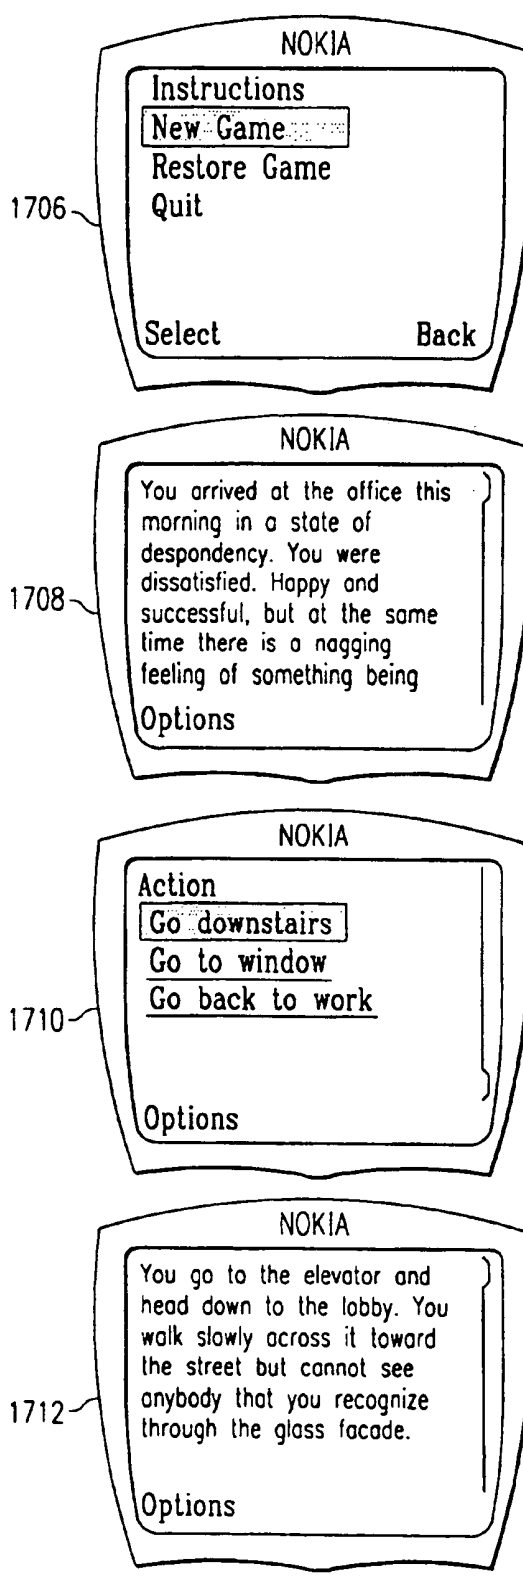 NOKIA
Instructions
New Game
Restore Game
Quit
1706
Select Back
NOKIA
You arrived at the office this
morning in a state of
despondency. You were
dissatisfied. Happy and
1708
successful, but at the same
time there is a nagging
feeling of something being
Options
NOKIA
Action
Go downstairs
Go to window
Go back to work
1710
Options
NOKIA
You go to the elevator and
head down to the lobby. You
walk slowly across it toward
the street but cannot see
anybody that you recognize
1712
through the glass facade.
Options